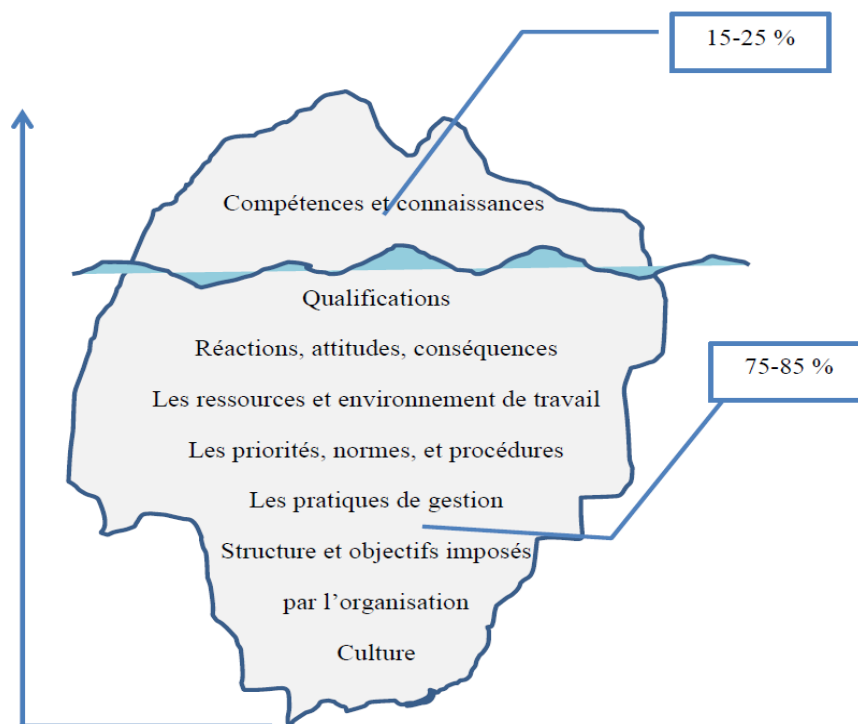 15-25 %
Compétences et connaissances
Qualifications
Réactions, attitudes, conséquences
75-85 %
Les ressources et environnement de travail
Les priorités, normes, et procédures
Les pratiques de gestion
Structure et objectifs imposés
par l’organisation
Culture